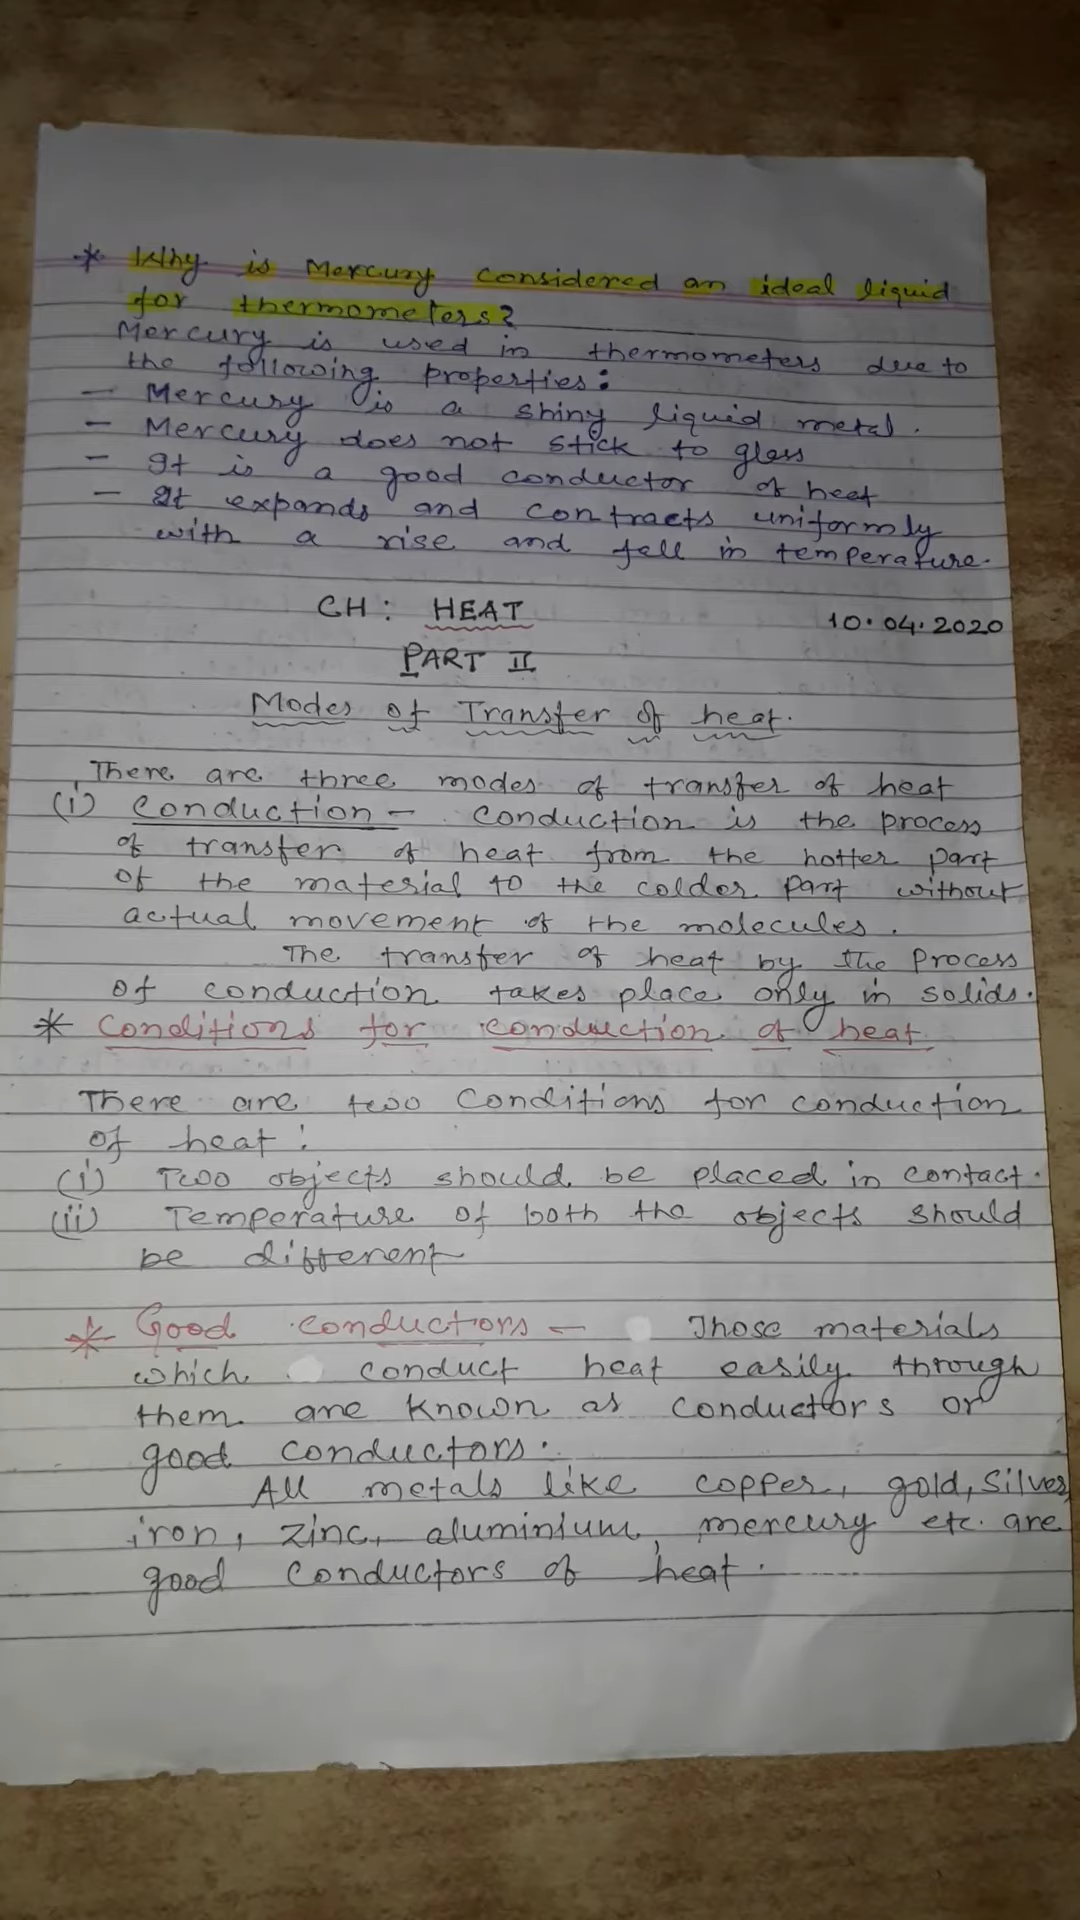 * Why is Mercury considered an ideal liquid
for thermometers?
Mercury is used in thermometers due to
the following properties:
- Mercury is a shiny liquid metal.
- Mercury does not stick to glass
- It is a good conductor of heat
- It expands and contracts uniformly
with a rise and fall in temperature.
CH: HEAT 10.04.2020
PART II
Modes of Transfer of heat.
There are three modes of transfer of heat
(i) Conduction - Conduction is the process
of transfer of heat from the hotter part
of the material to the colder part without
actual movement of the molecules.
The transfer of heat by the process
of conduction takes place only in solids.
* Conditions for conduction of heat.
There are two conditions for conduction
of heat:
(i) Two objects should be placed in contact.
(ii) Temperature of both the objects should
be different
* Good conductors - Those materials
which conduct heat easily through
them are known as conductors or
good conductors.
All metals like copper, gold, silver,
iron, zinc, aluminium, mercury etc. are
good conductors of heat.